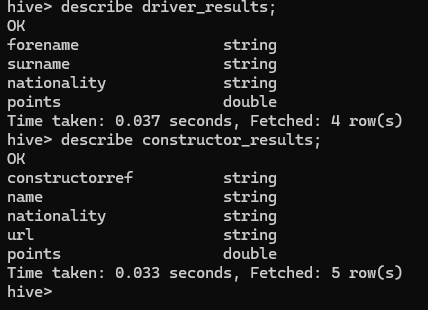 hive> describe driver_results;
OK
forename                string
surname                 string
nationality             string
points                  double
Time taken: 0.037 seconds, Fetched: 4 row(s)
hive> describe constructor_results;
OK
constructorref          string
name                    string
nationality             string
url                     string
points                  double
Time taken: 0.033 seconds, Fetched: 5 row(s)
hive>